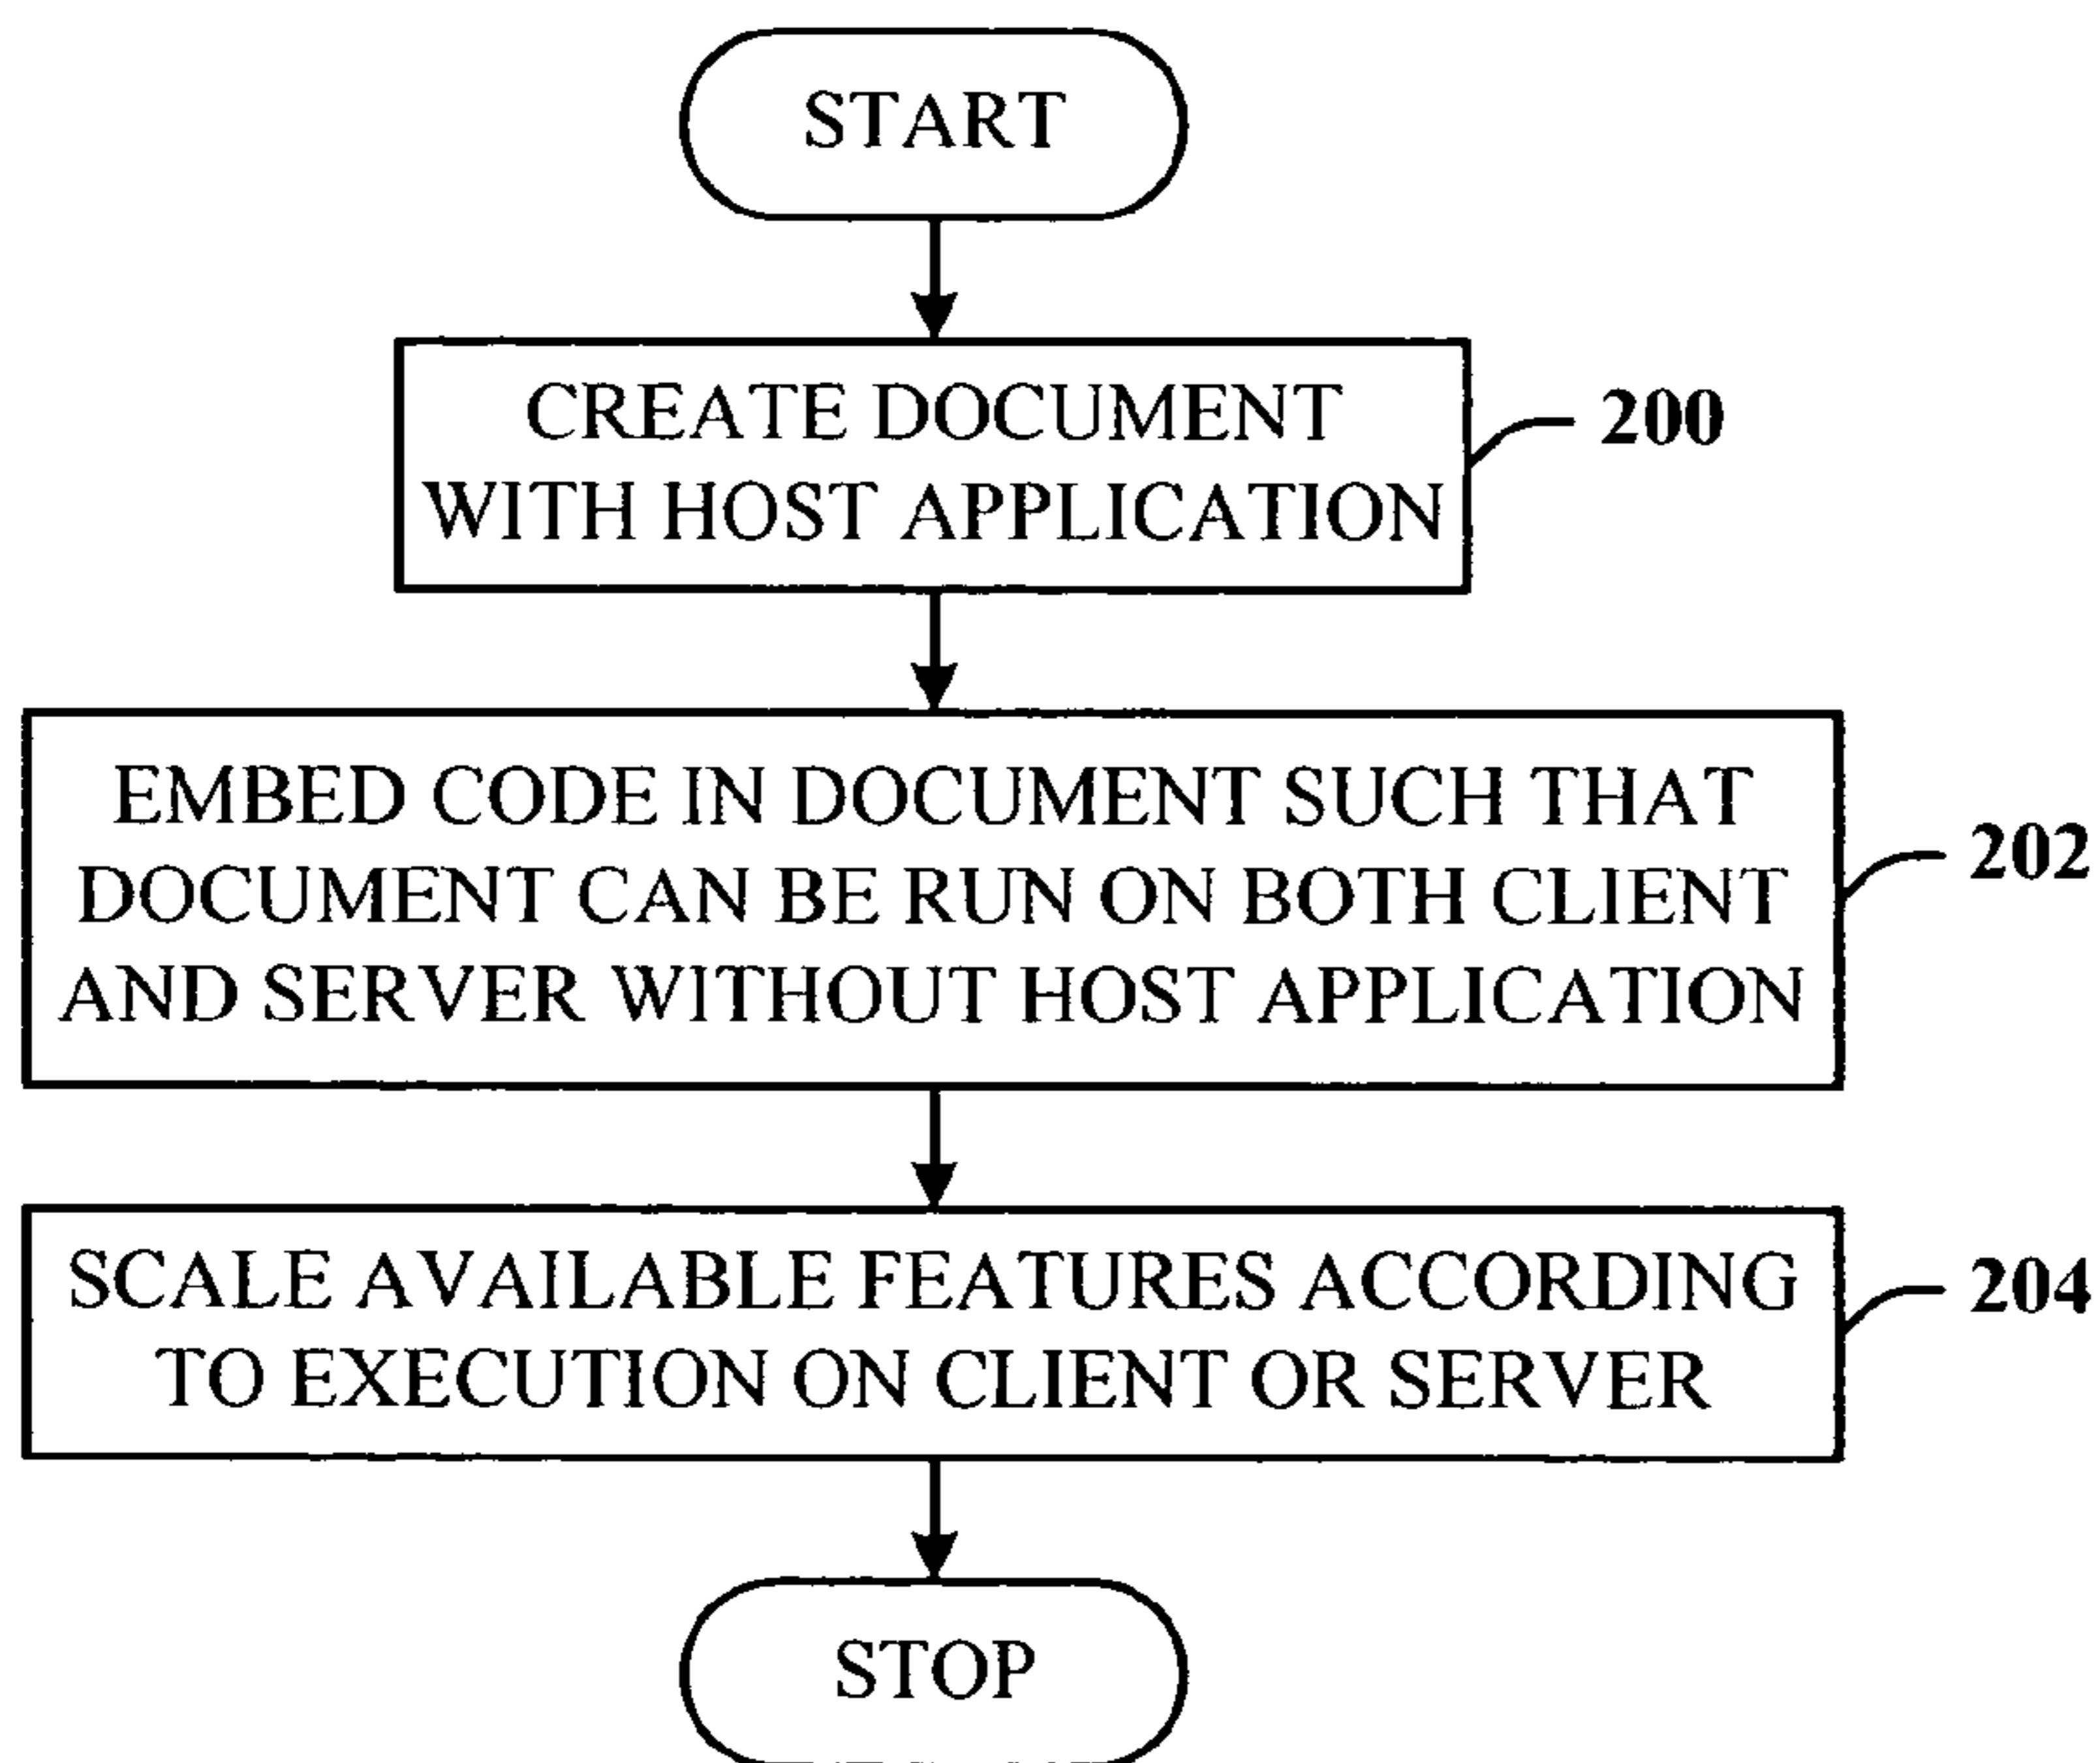 START
CREATE DOCUMENT
WITH HOST APPLICATION
200
EMBED CODE IN DOCUMENT SUCH THAT
DOCUMENT CAN BE RUN ON BOTH CLIENT
AND SERVER WITHOUT HOST APPLICATION
202
SCALE AVAILABLE FEATURES ACCORDING
TO EXECUTION ON CLIENT OR SERVER
204
STOP